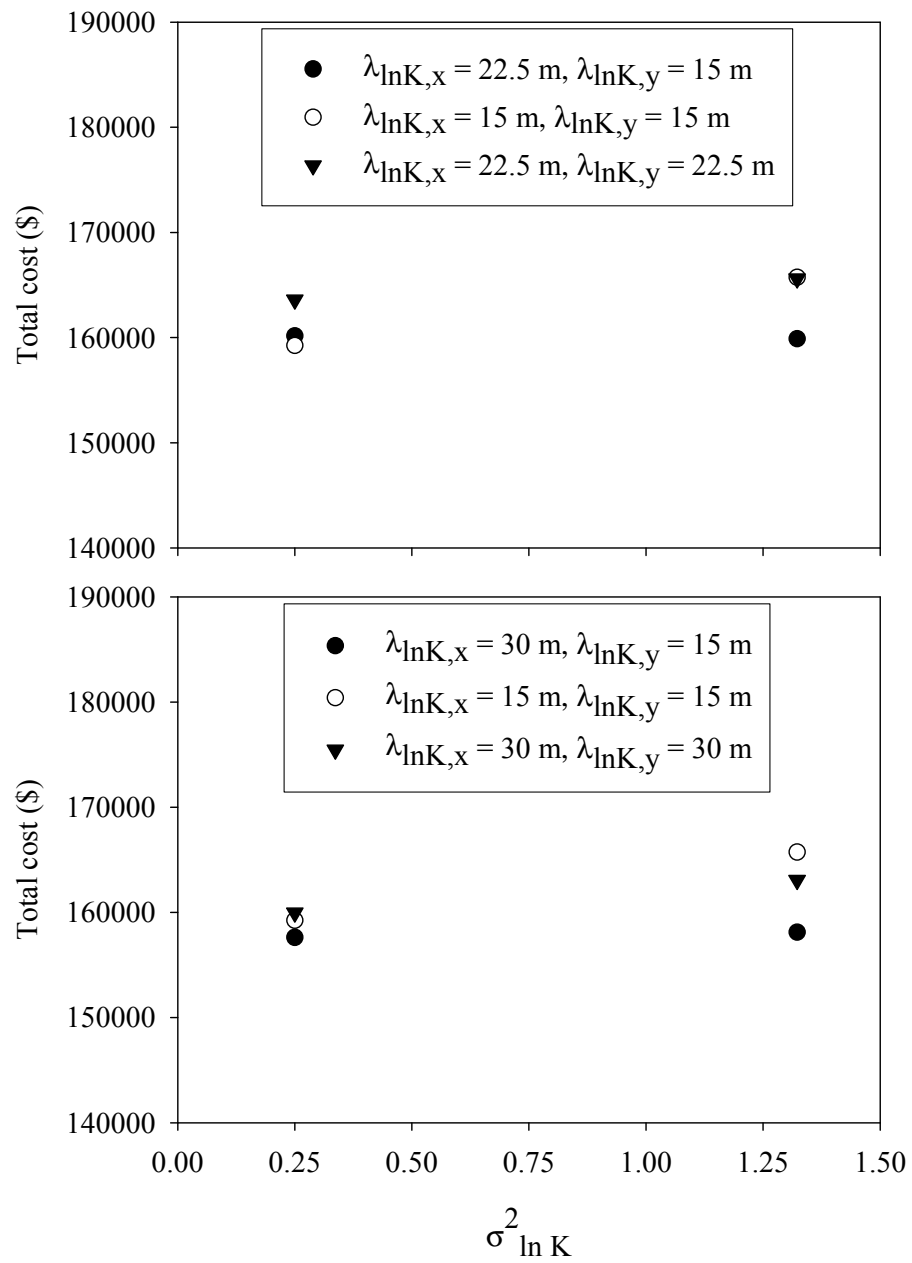 190000
λlnK,x = 22.5 m, λlnK,y = 15 m
λlnK,x = 15 m, λlnK,y = 15 m
λlnK,x = 22.5 m, λlnK,y = 22.5 m
180000
170000
160000
150000
140000
Total cost ($)
190000
λlnK,x = 30 m, λlnK,y = 15 m
λlnK,x = 15 m, λlnK,y = 15 m
λlnK,x = 30 m, λlnK,y = 30 m
180000
170000
160000
150000
140000
Total cost ($)
0.00 0.25 0.50 0.75 1.00 1.25 1.50
σ2ln K